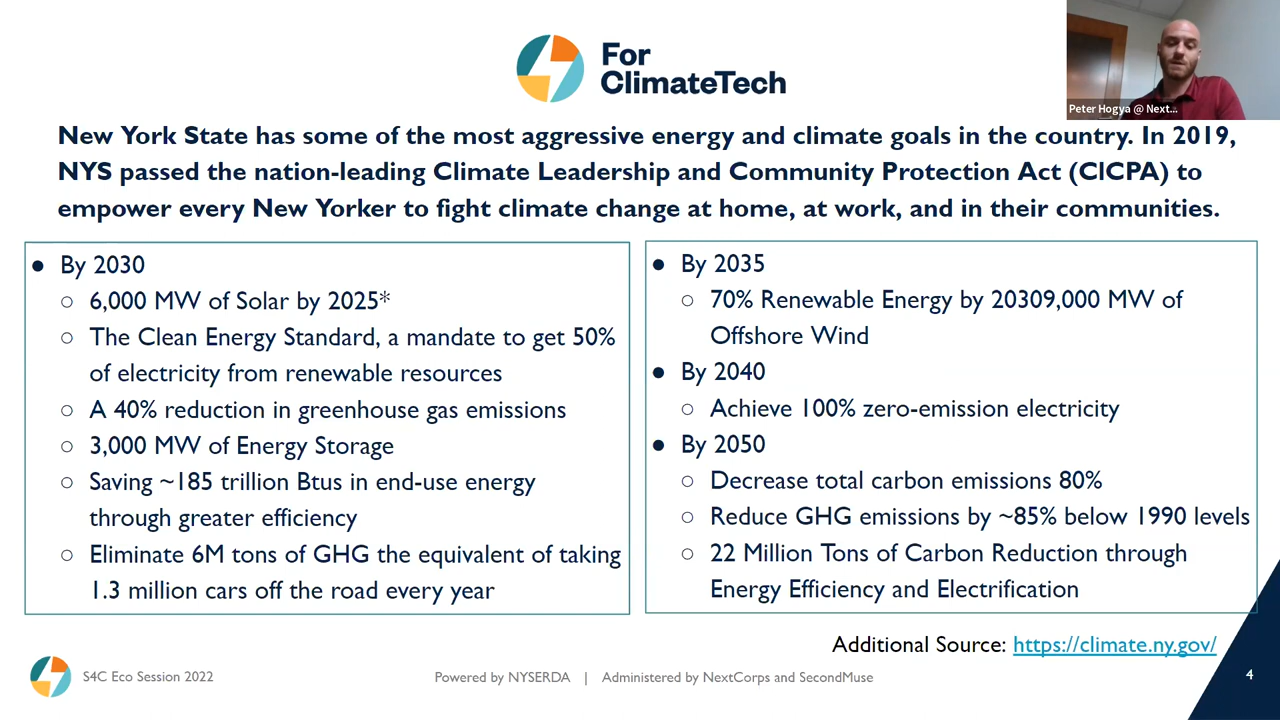 For
ClimateTech
Peter Hogya @ Next...
New York State has some of the most aggressive energy and climate goals in the country. In 2019,
NYS passed the nation-leading Climate Leadership and Community Protection Act (ClCPA) to
empower every New Yorker to fight climate change at home, at work, and in their communities.
● By 2030
○ 6,000 MW of Solar by 2025*
○ The Clean Energy Standard, a mandate to get 50%
of electricity from renewable resources
○ A 40% reduction in greenhouse gas emissions
○ 3,000 MW of Energy Storage
○ Saving ~185 trillion Btus in end-use energy
through greater efficiency
○ Eliminate 6M tons of GHG the equivalent of taking
1.3 million cars off the road every year
● By 2035
○ 70% Renewable Energy by 20309,000 MW of
Offshore Wind
● By 2040
○ Achieve 100% zero-emission electricity
● By 2050
○ Decrease total carbon emissions 80%
○ Reduce GHG emissions by ~85% below 1990 levels
○ 22 Million Tons of Carbon Reduction through
Energy Efficiency and Electrification
Additional Source: https://climate.ny.gov/
S4C Eco Session 2022
Powered by NYSERDA | Administered by NextCorps and SecondMuse
4